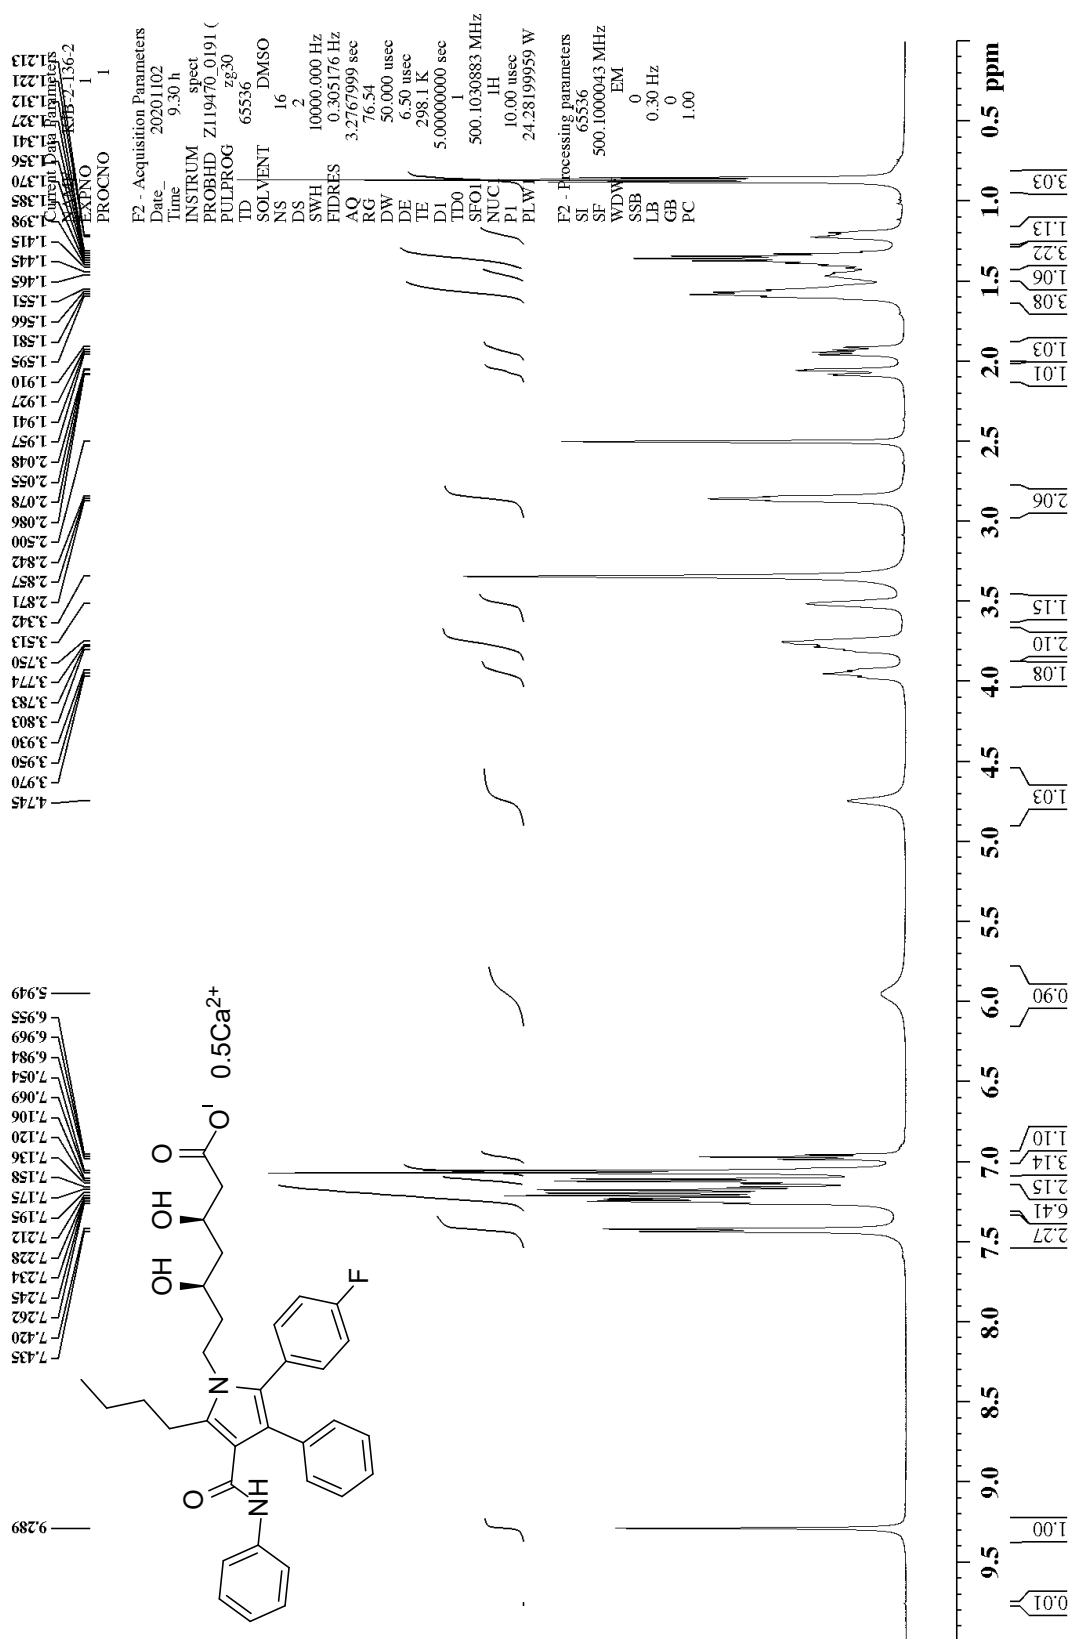 1.213
1.221
1.312
1.327
1.341
1.356
1.370
1.385
1.398
1.415
1.445
1.465
1.551
1.566
1.581
1.595
1.910
1.927
1.941
1.957
2.048
2.055
2.078
2.086
2.500
2.842
2.857
2.871
3.342
3.513
3.750
3.774
3.783
3.803
3.930
3.950
3.970
4.745
5.949
6.955
6.969
6.984
7.054
7.069
7.106
7.120
7.136
7.158
7.175
7.195
7.212
7.228
7.234
7.245
7.262
7.420
7.435
9.289
Current Data Parameters
NAME KJB-2-136-2
EXPNO 1
PROCNO 1
F2 - Acquisition Parameters
Date_ 20201102
Time 9.30 h
INSTRUM spect
PROBHD Z119470_0191 (
PULPROG zg30
TD 65536
SOLVENT DMSO
NS 16
DS 2
SWH 10000.000 Hz
FIDRES 0.305176 Hz
AQ 3.2767999 sec
RG 76.54
DW 50.000 usec
DE 6.50 usec
TE 298.1 K
D1 5.00000000 sec
TD0 1
SFO1 500.1030883 MHz
NUC1 1H
P1 10.00 usec
PLW1 24.28199959 W
F2 - Processing parameters
SI 65536
SF 500.1000043 MHz
WDW EM
SSB 0
LB 0.30 Hz
GB 0
PC 1.00
O
NH
N
F
OH
OH
O
O-
0.5Ca2+
9.5 9.0 8.5 8.0 7.5 7.0 6.5 6.0 5.5 5.0 4.5 4.0 3.5 3.0 2.5 2.0 1.5 1.0 0.5 ppm
0.01
1.00
2.27
6.41
2.15
3.14
1.10
0.90
1.03
1.08
2.10
1.15
2.06
1.01
1.03
3.08
1.06
3.22
1.13
3.03